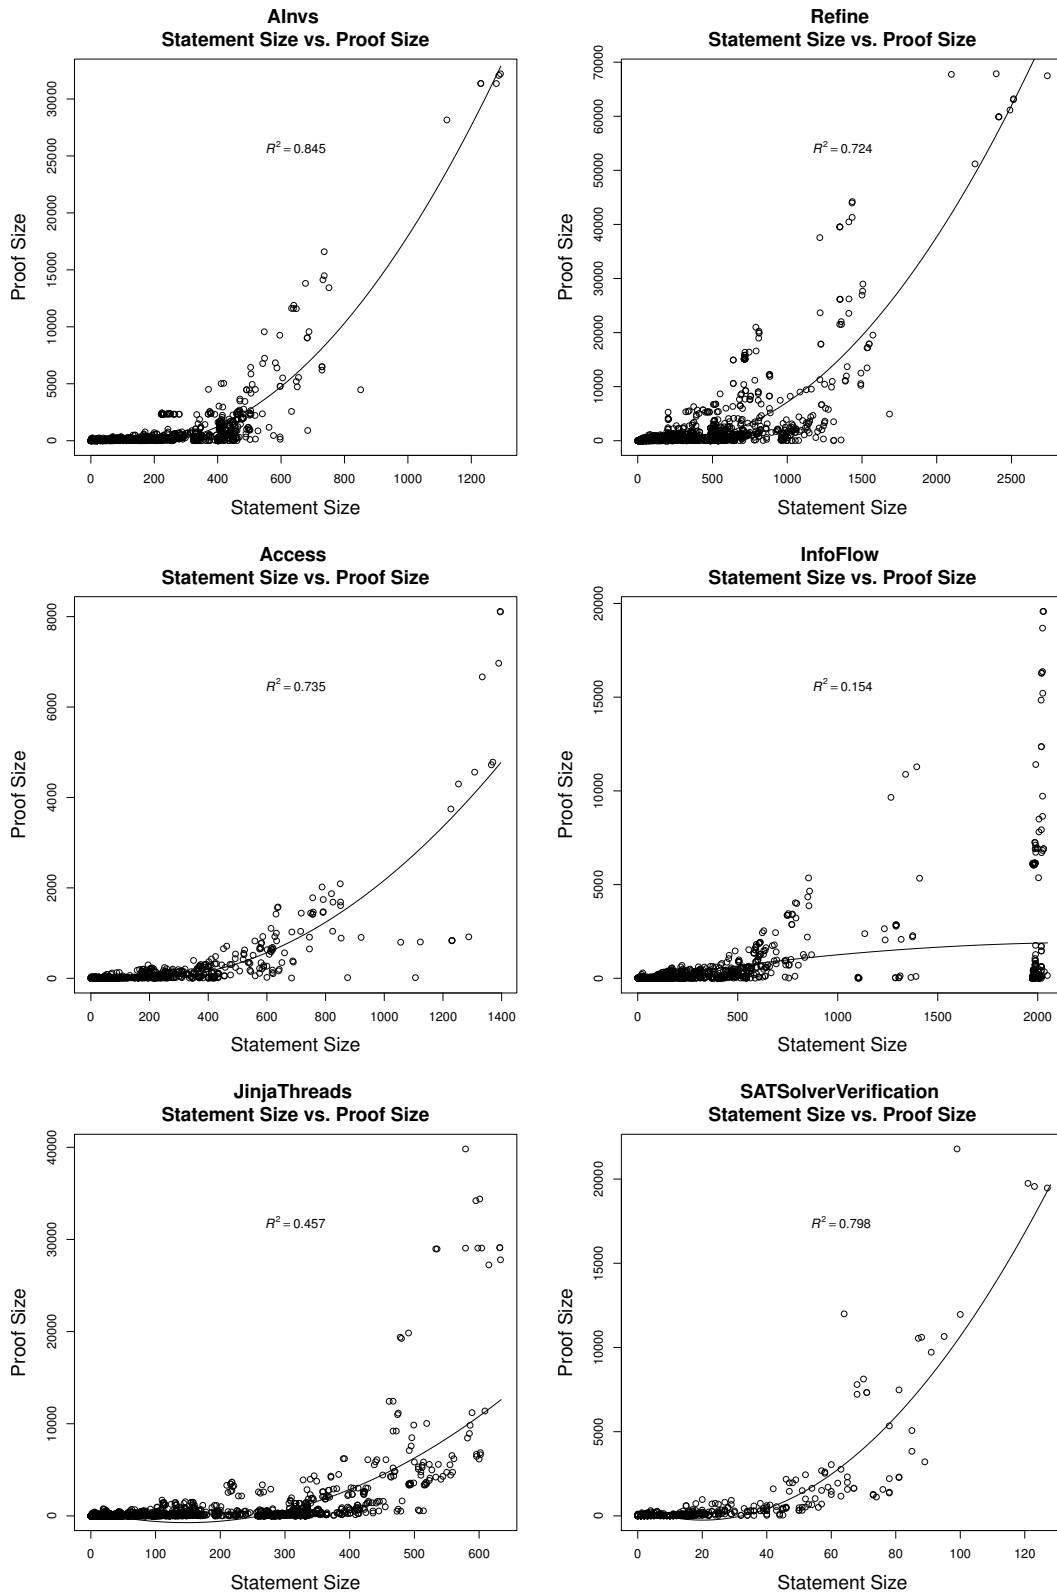 AInvs
Statement Size vs. Proof Size
Proof Size
30000
25000
20000
15000
10000
5000
0
R² = 0.845
0 200 400 600 800 1000 1200
Statement Size
Refine
Statement Size vs. Proof Size
Proof Size
70000
60000
50000
40000
30000
20000
10000
0
R² = 0.724
0 500 1000 1500 2000 2500
Statement Size
Access
Statement Size vs. Proof Size
Proof Size
8000
6000
4000
2000
0
R² = 0.735
0 200 400 600 800 1000 1200 1400
Statement Size
InfoFlow
Statement Size vs. Proof Size
Proof Size
20000
15000
10000
5000
0
R² = 0.154
0 500 1000 1500 2000
Statement Size
JinjaThreads
Statement Size vs. Proof Size
Proof Size
40000
30000
20000
10000
0
R² = 0.457
0 100 200 300 400 500 600
Statement Size
SATSolverVerification
Statement Size vs. Proof Size
Proof Size
20000
15000
10000
5000
0
R² = 0.798
0 20 40 60 80 100 120
Statement Size